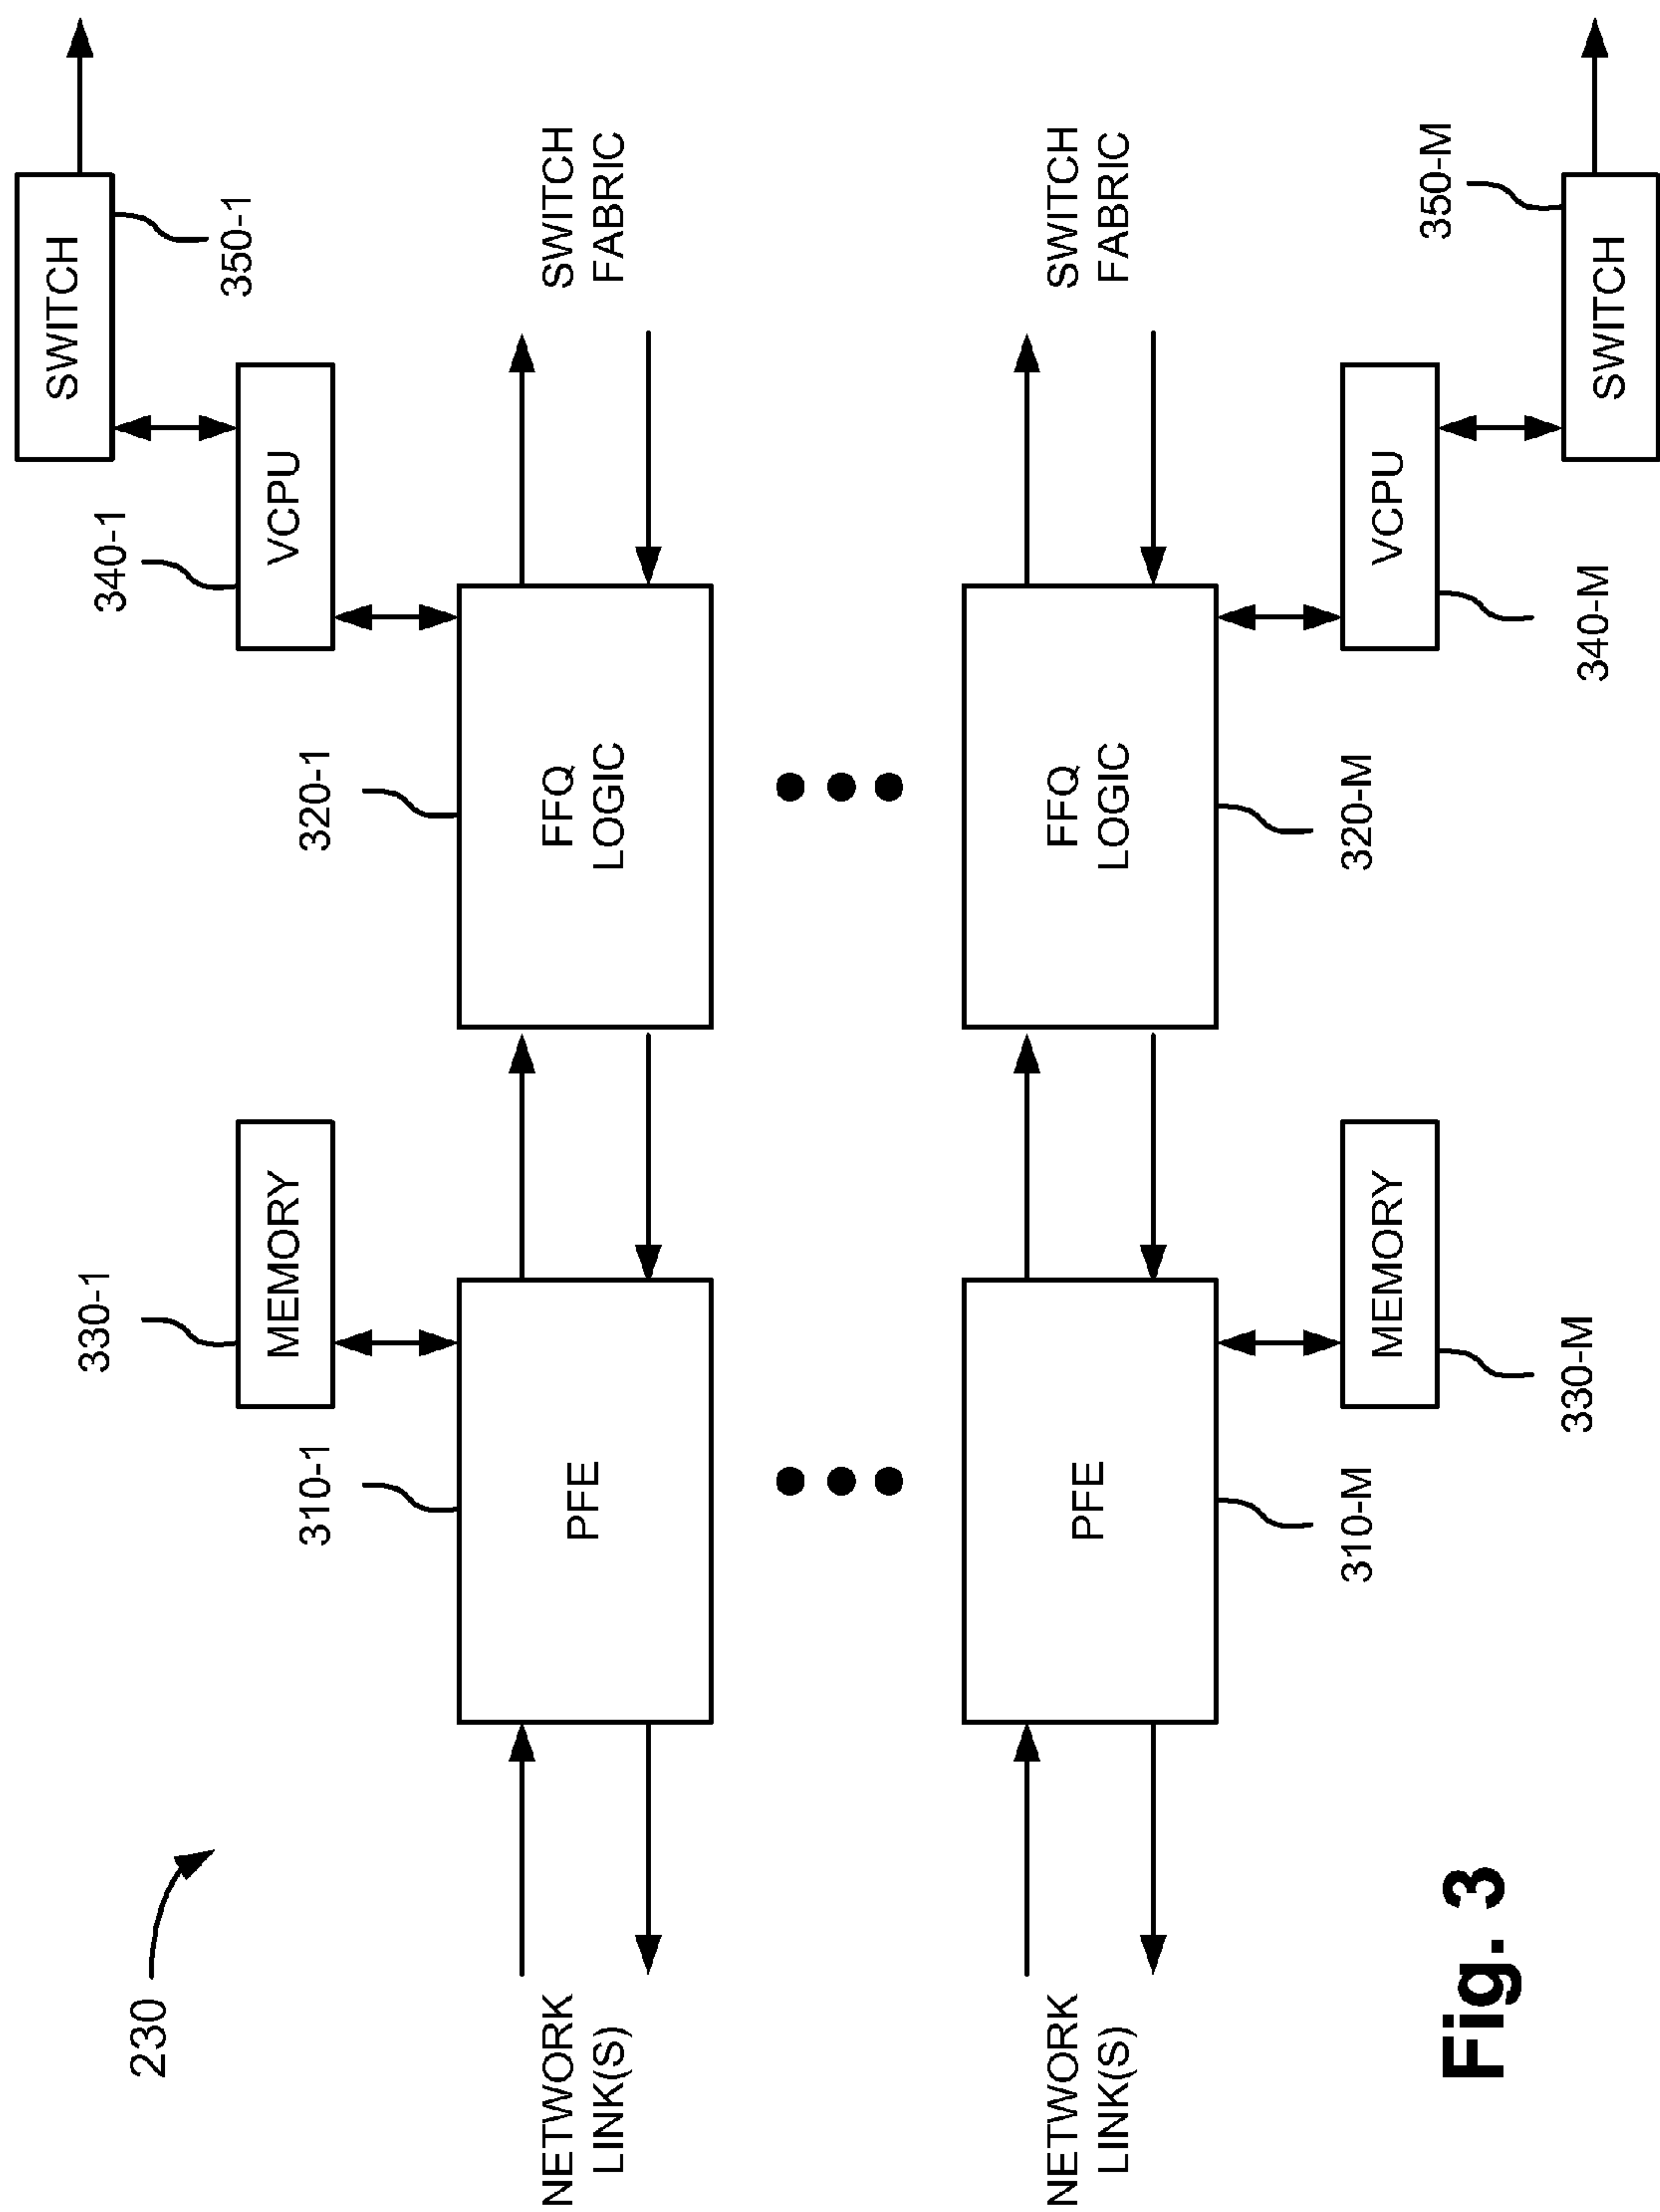 230
SWITCH
350-1
340-1
VCPU
330-1
MEMORY
310-1
320-1
NETWORK
LINK(S)
PFE
FFQ
LOGIC
SWITCH
FABRIC
NETWORK
LINK(S)
PFE
FFQ
LOGIC
SWITCH
FABRIC
310-M
320-M
MEMORY
330-M
VCPU
340-M
350-M
SWITCH
Fig. 3